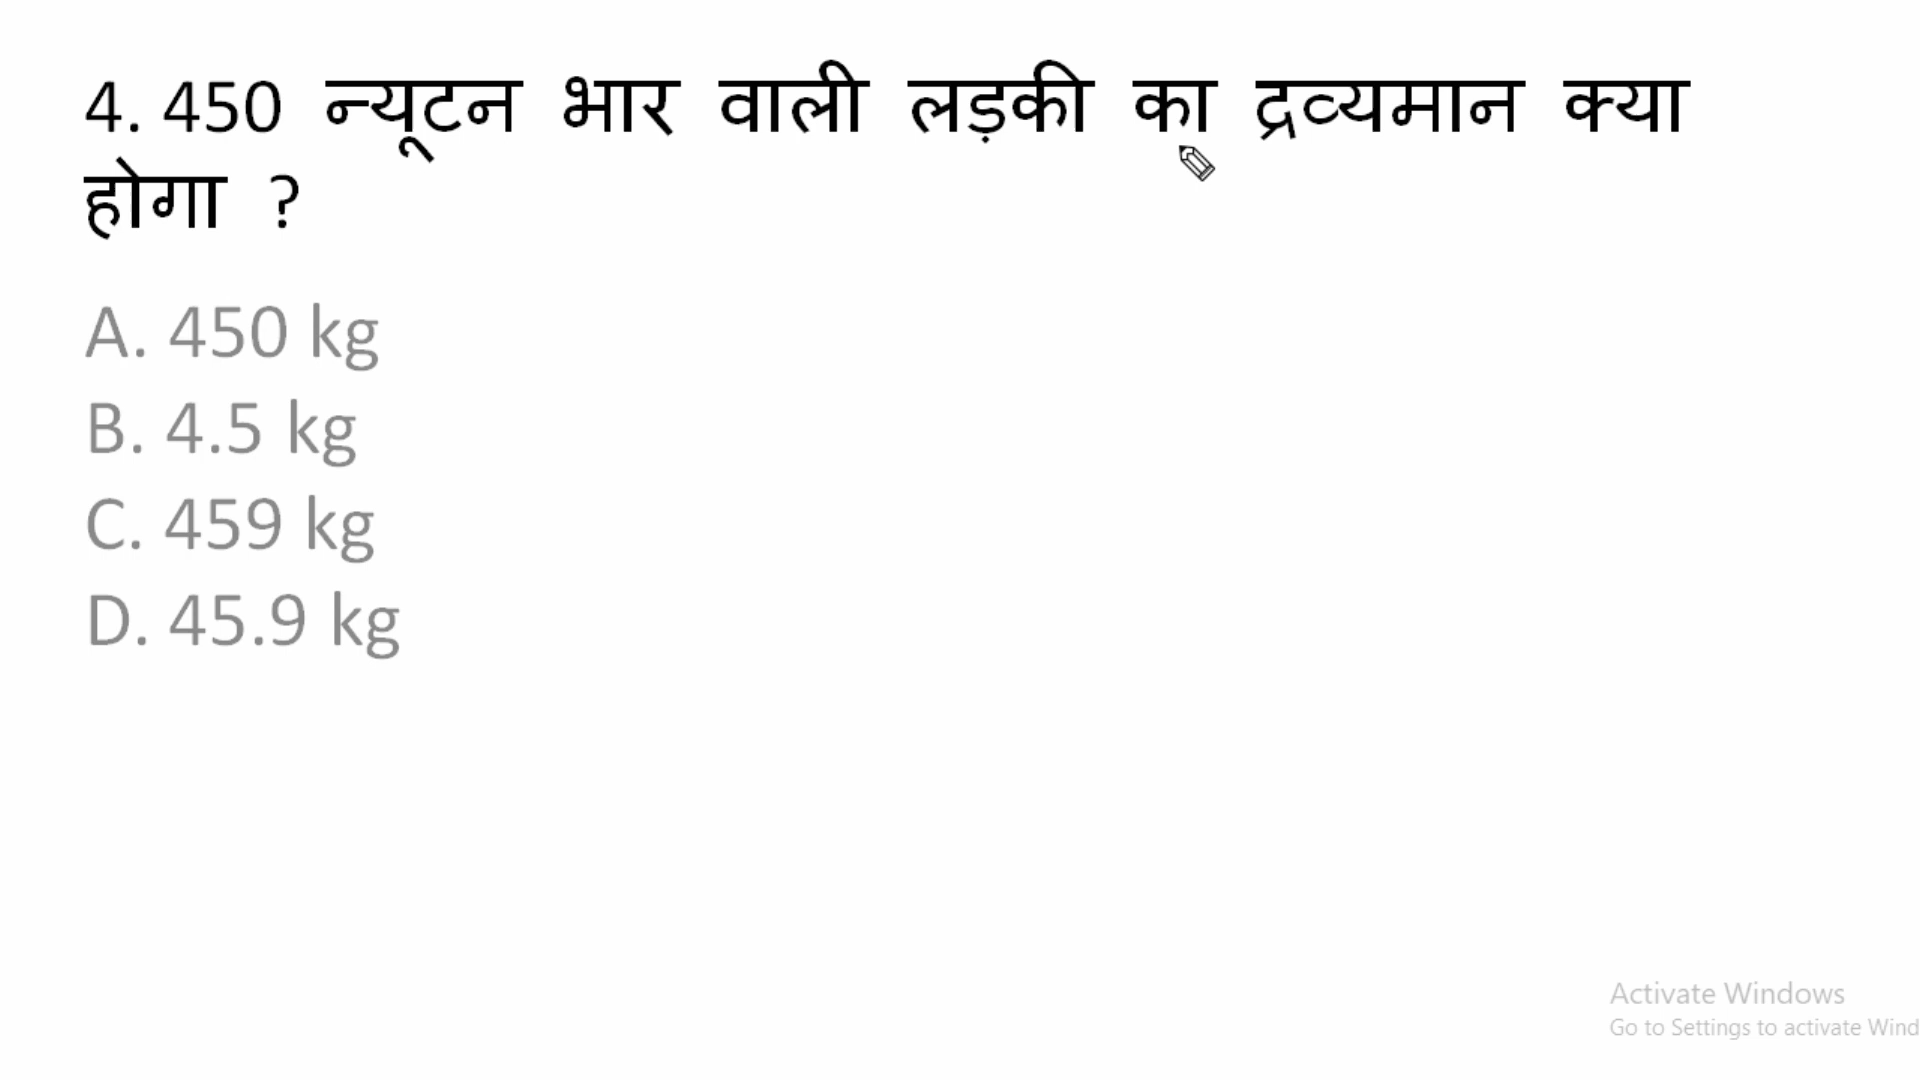 4. 450 न्यूटन भार वाली लड़की का द्रव्यमान क्या
होगा ?
A. 450 kg
B. 4.5 kg
C. 459 kg
D. 45.9 kg
Activate Windows
Go to Settings to activate Wind